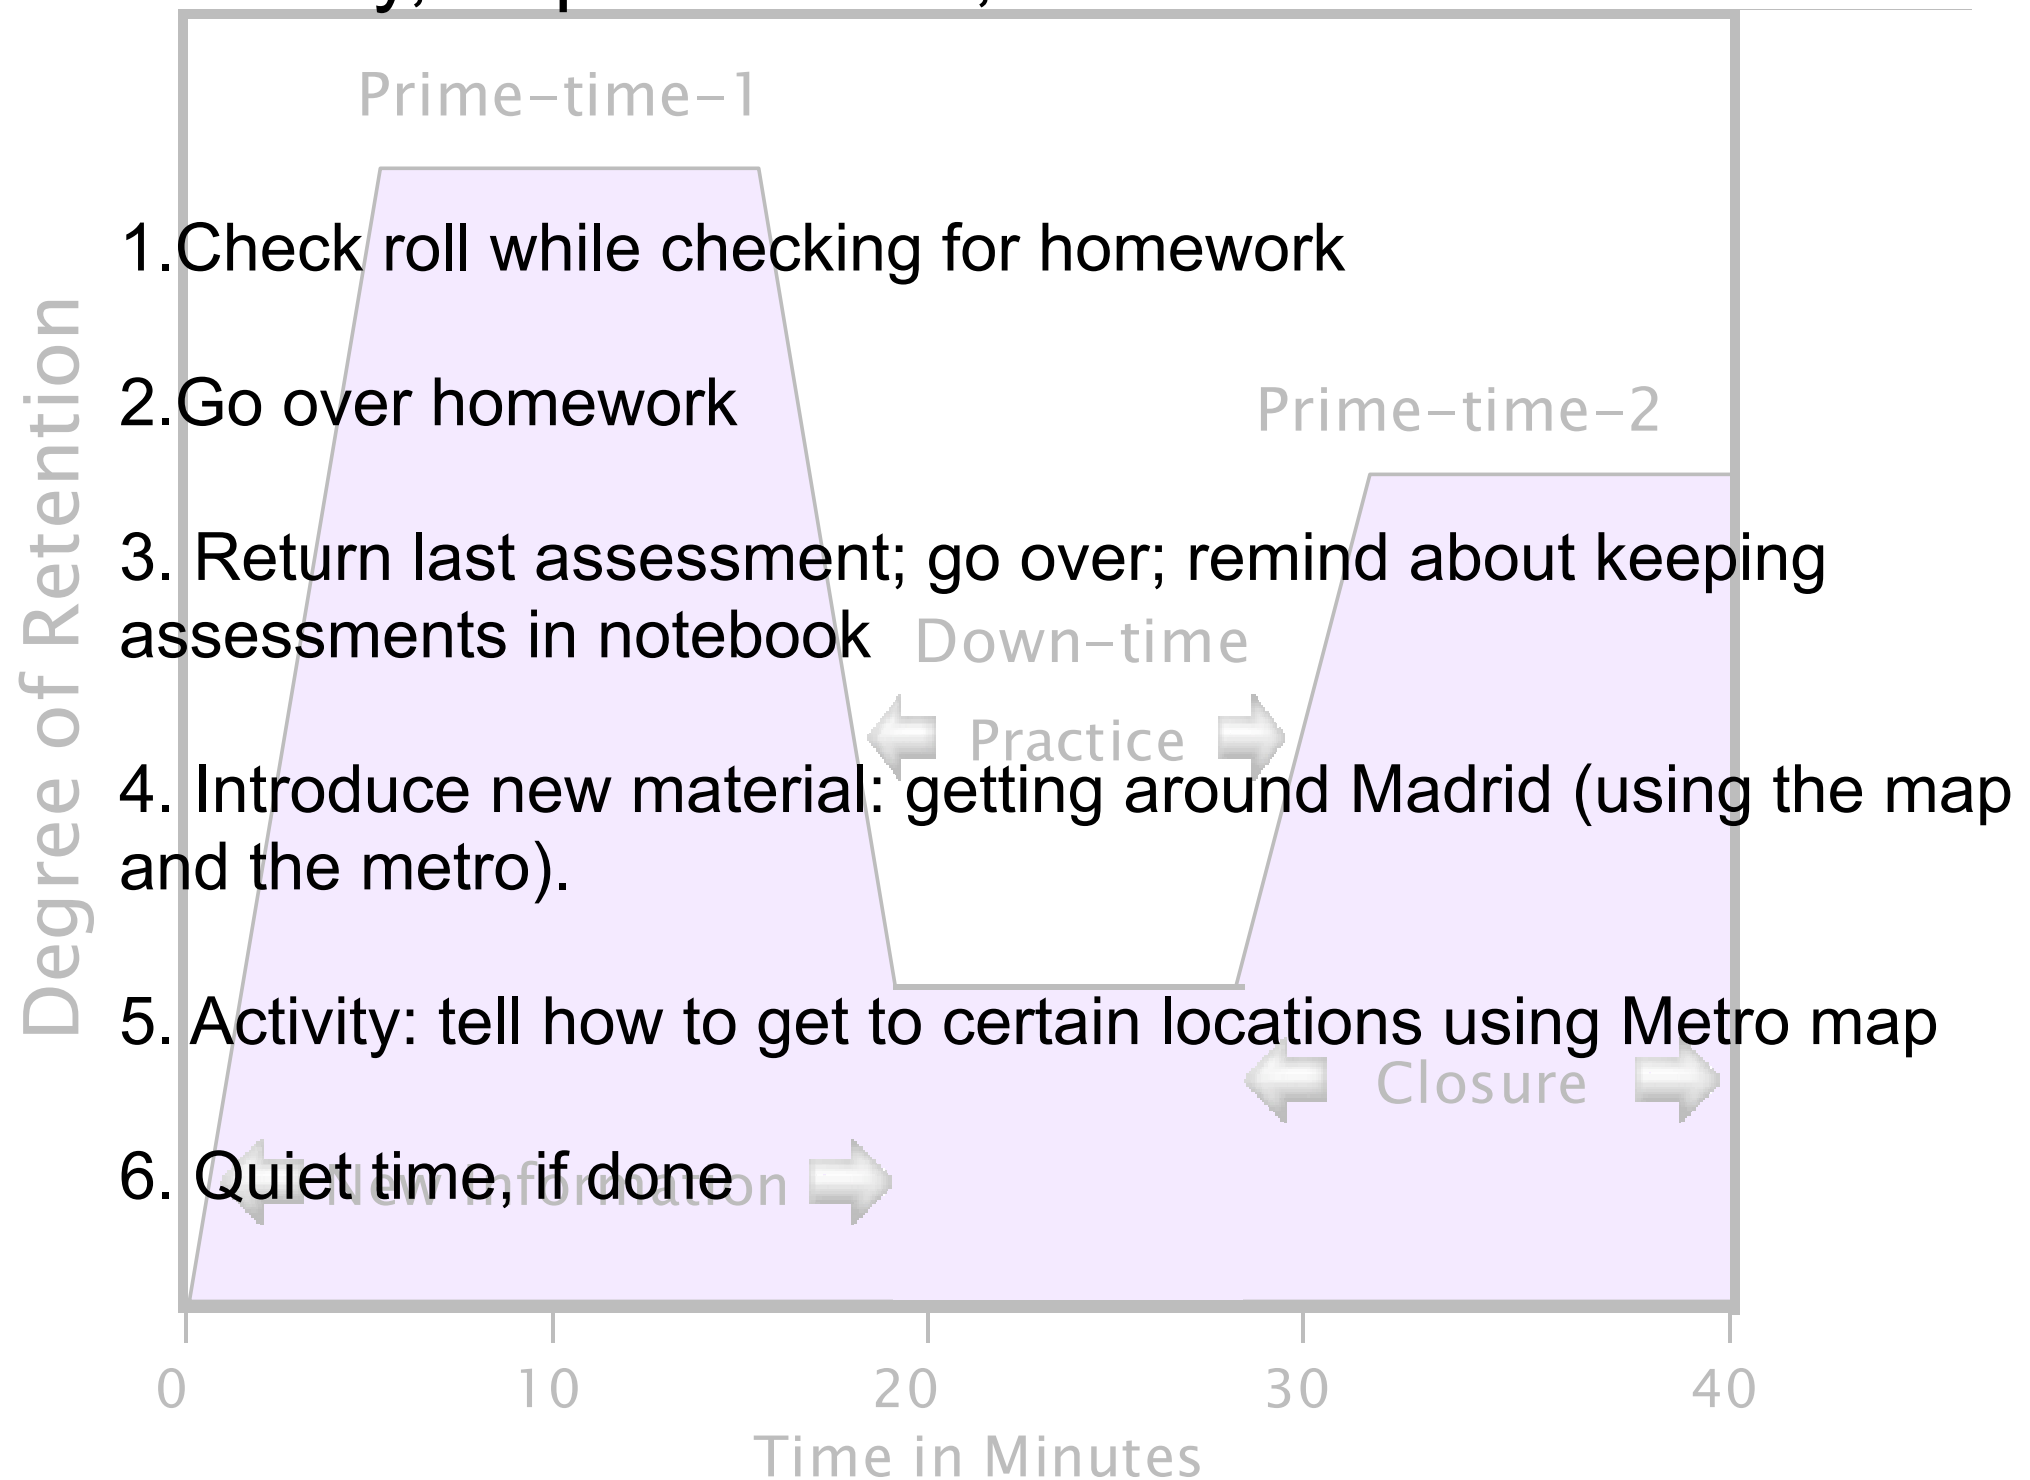 Prime-time-1
1.Check roll while checking for homework
2.Go over homework
Prime-time-2
3. Return last assessment; go over; remind about keeping
assessments in notebook
Down-time
Practice
4. Introduce new material: getting around Madrid (using the map
and the metro).
5. Activity: tell how to get to certain locations using Metro map
Closure
6. Quiet time, if done
New Information
Degree of Retention
0 10 20 30 40
Time in Minutes